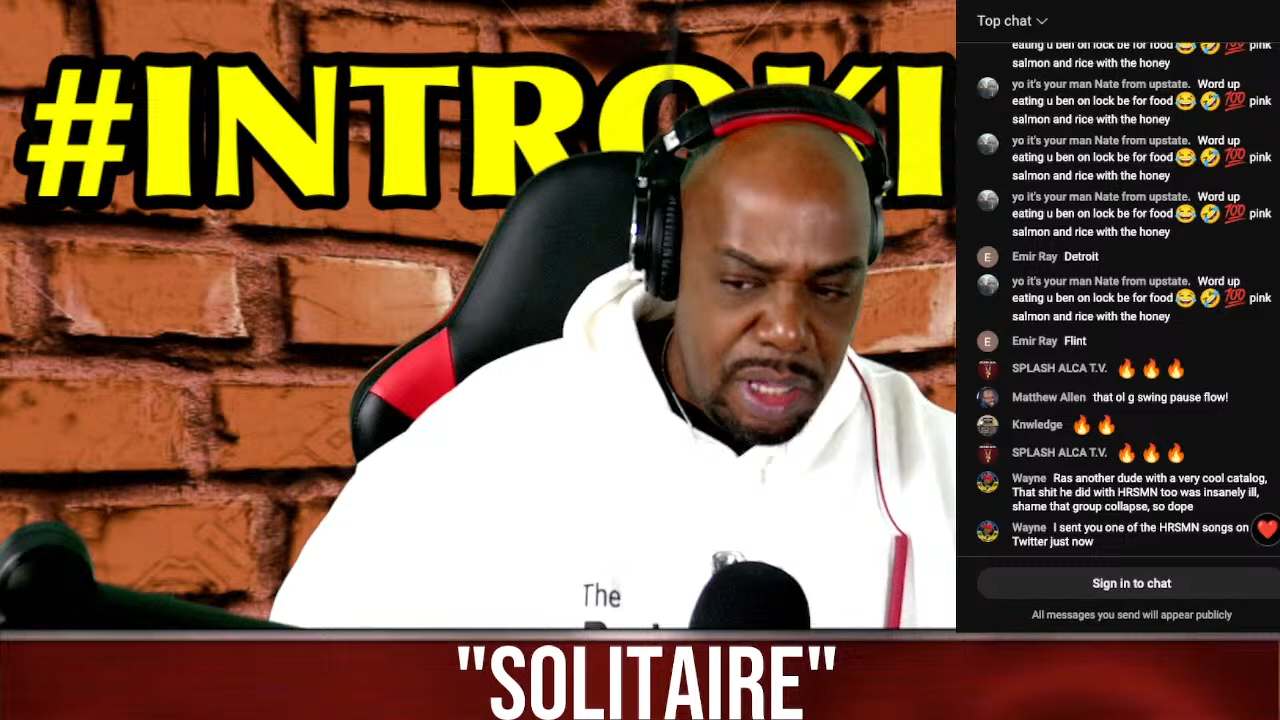 #INTRO
Top chat
eating u ben on lock be for food 😂 🤣 💯 pink
salmon and rice with the honey
yo it's your man Nate from upstate. Word up
eating u ben on lock be for food 😂 🤣 💯 pink
salmon and rice with the honey
yo it's your man Nate from upstate. Word up
eating u ben on lock be for food 😂 🤣 💯 pink
salmon and rice with the honey
yo it's your man Nate from upstate. Word up
eating u ben on lock be for food 😂 🤣 💯 pink
salmon and rice with the honey
E Emir Ray Detroit
yo it's your man Nate from upstate. Word up
eating u ben on lock be for food 😂 🤣 💯 pink
salmon and rice with the honey
E Emir Ray Flint
SPLASH ALCA T.V. 🔥 🔥 🔥
Matthew Allen that ol g swing pause flow!
Knwledge 🔥 🔥
SPLASH ALCA T.V. 🔥 🔥 🔥
Wayne Ras another dude with a very cool catalog,
That shit he did with HRSMN too was insanely ill,
shame that group collapse, so dope
Wayne I sent you one of the HRSMN songs on
Twitter just now
Sign in to chat
All messages you send will appear publicly
The
"SOLITAIRE"